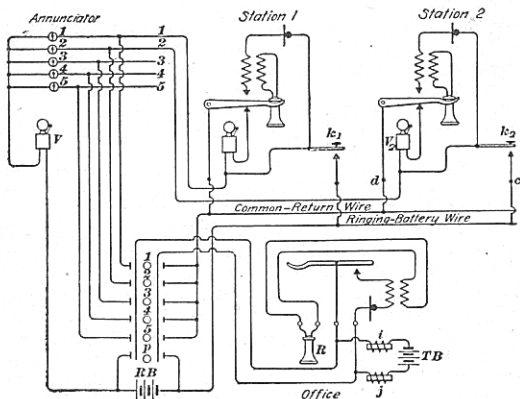 Annunciator
Station 1
Station 2
1 1
2 2
3 3
4 4
5 5
V
k1
V2
k2
d
c
Common-Return Wire
Ringing-Battery Wire
1
2
3
4
5
P
RB
R
i
TB
j
Office